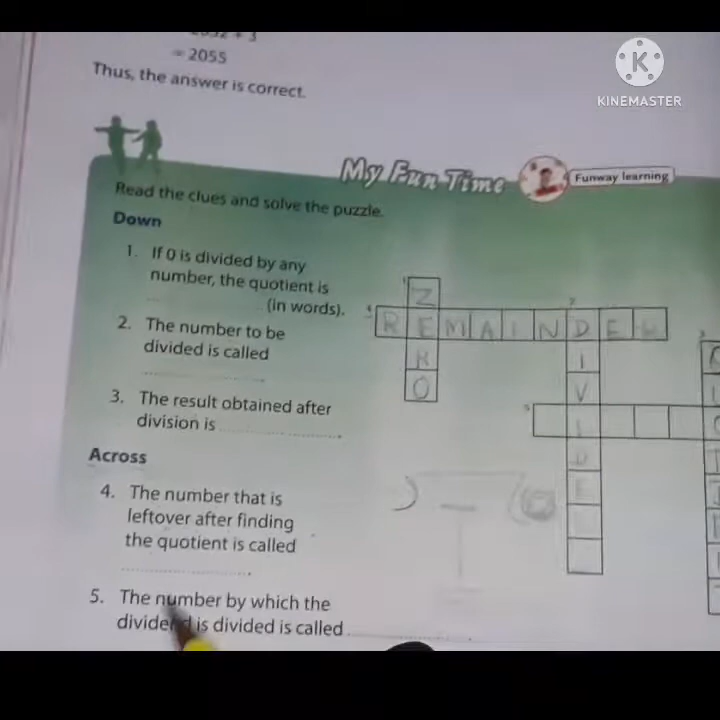 = 2055
Thus, the answer is correct.
KINEMASTER
My Fun Time
Funway learning
Read the clues and solve the puzzle.
Down
1. If 0 is divided by any
number, the quotient is
(in words).
2. The number to be
divided is called
3. The result obtained after
division is
Across
4. The number that is
leftover after finding
the quotient is called
5. The number by which the
dividend is divided is called
REMAINDER